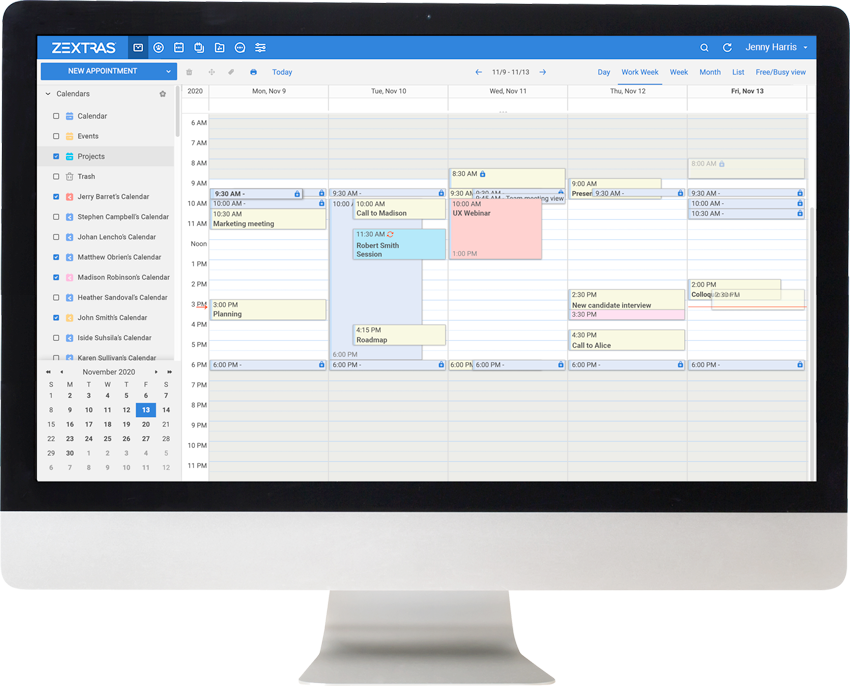 ZEXTRAS
Jenny Harris
NEW APPOINTMENT
Today
11/9 - 11/13
Day
Work Week
Week
Month
List
Free/Busy view
Calendars
Calendar
Events
Projects
Trash
Jerry Barret's Calendar
Stephen Campbell's Calendar
Johan Lencho's Calendar
Matthew Obrien's Calendar
Madison Robinson's Calendar
Heather Sandoval's Calendar
John Smith's Calendar
Iside Suhsila's Calendar
Karen Sullivan's Calendar
November 2020
S M T W T F S
1 2 3 4 5 6 7
8 9 10 11 12 13 14
15 16 17 18 19 20 21
22 23 24 25 26 27 28
29 30 1 2 3 4 5
6 7 8 9 10 11 12
2020
Mon, Nov 9
Tue, Nov 10
Wed, Nov 11
Thu, Nov 12
Fri, Nov 13
6 AM
7 AM
8 AM
9 AM
10 AM
11 AM
Noon
1 PM
2 PM
3 PM
4 PM
5 PM
6 PM
7 PM
8 PM
9 PM
10 PM
11 PM
9:30 AM -
10:00 AM -
10:30 AM
Marketing meeting
3:00 PM
Planning
6:00 PM -
9:30 AM -
10:00
10:00 AM
Call to Madison
11:30 AM
Robert Smith
Session
4:15 PM
Roadmap
6:00 PM
6:00 PM -
8:30 AM
9:30 AM
9:30 AM -
9:45 AM - Team meeting view
10:00 AM
UX Webinar
1:00 PM
6:00 PM
6:00 PM -
9:00 AM
9:30 AM -
2:30 PM
New candidate interview
3:30 PM
4:30 PM
Call to Alice
6:00 PM -
8:00 AM
9:30 AM -
10:00 AM -
10:30 AM -
2:00 PM
2:30 PM
6:00 PM -